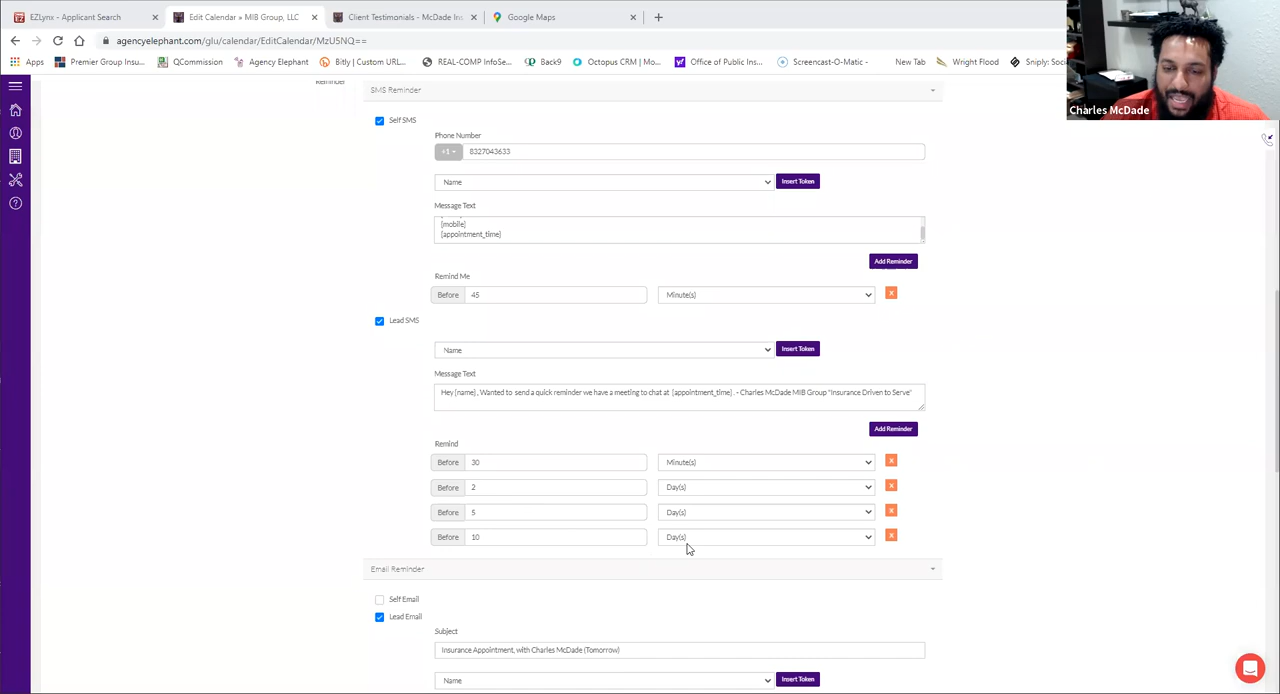 EZLynx - Applicant Search
Edit Calendar » MIB Group, LLC
Client Testimonials - McDade Ins
Google Maps
agencyelephant.com/glu/calendar/EditCalendar/MzU5NQ==
Apps
Premier Group Insu...
QCommission
Agency Elephant
Bitly | Custom URL...
REAL-COMP InfoSe...
Back9
Octopus CRM | Mo...
Office of Public Ins...
Screencast-O-Matic -
New Tab
Wright Flood
Sniply: Soci
Charles McDade
Reminder
SMS Reminder
Self SMS
Phone Number
+1
8327043633
Name
Insert Token
Message Text
{mobile}
{appointment_time}
Add Reminder
Remind Me
Before 45 Minute(s) X
Lead SMS
Name
Insert Token
Message Text
Hey {name} , Wanted to send a quick reminder we have a meeting to chat at {appointment_time} . - Charles McDade MIB Group "Insurance Driven to Serve"
Add Reminder
Remind
Before 30 Minute(s) X
Before 2 Day(s) X
Before 5 Day(s) X
Before 10 Day(s) X
Email Reminder
Self Email
Lead Email
Subject
Insurance Appointment, with Charles McDade (Tomorrow)
Name
Insert Token